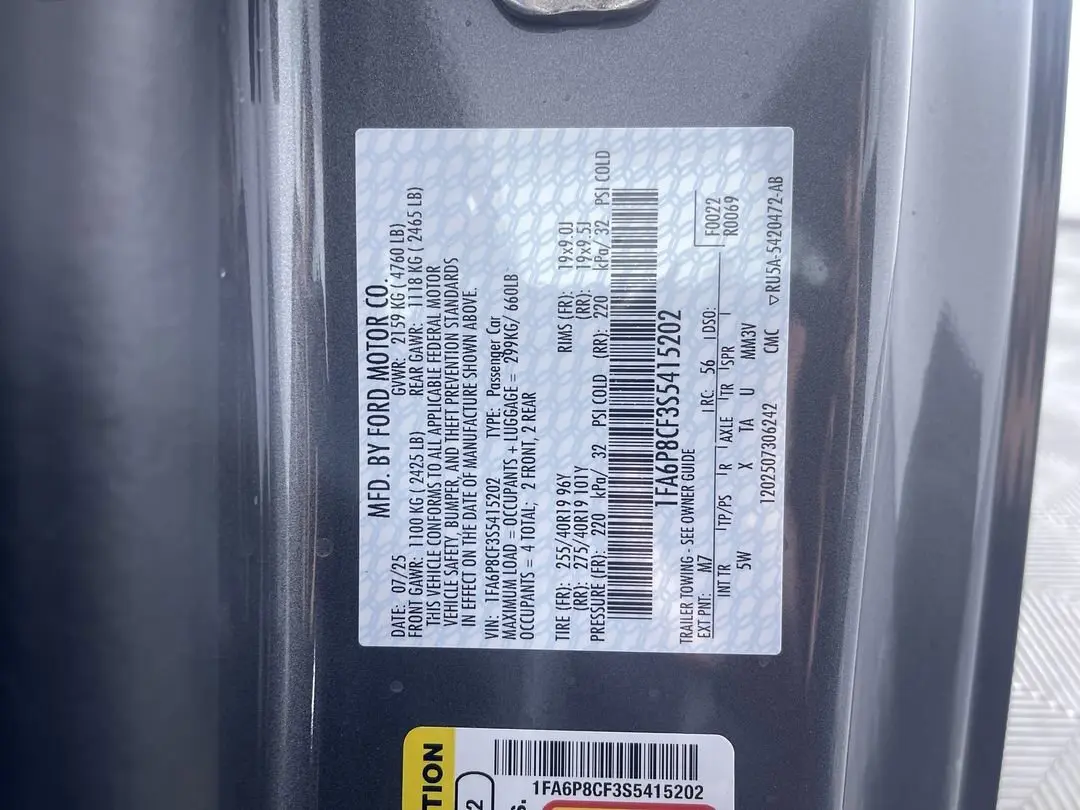 MFD. BY FORD MOTOR CO.
DATE: 07/25 GVWR: 2159 KG ( 4760 LB)
FRONT GAWR: 1100 KG ( 2425 LB) REAR GAWR: 1118 KG ( 2465 LB)
THIS VEHICLE CONFORMS TO ALL APPLICABLE FEDERAL MOTOR
VEHICLE SAFETY, BUMPER, AND THEFT PREVENTION STANDARDS
IN EFFECT ON THE DATE OF MANUFACTURE SHOWN ABOVE.
VIN: 1FA6P8CF3S5415202 TYPE: Passenger Car
MAXIMUM LOAD = OCCUPANTS + LUGGAGE = 299KG/ 660LB
OCCUPANTS = 4 TOTAL; 2 FRONT, 2 REAR
TIRE (FR): 255/40R19 96Y RIMS (FR): 19x9.0J
(RR): 275/40R19 101Y (RR): 19x9.5J
PRESSURE (FR): 220 kPa/ 32 PSI COLD (RR): 220 kPa/ 32 PSI COLD
1FA6P8CF3S5415202
TRAILER TOWING - SEE OWNER GUIDE F0022
EXT PNT: M7 RC: 56 DSO: R0069
INT TR TP/PS R AXLE TR SPR
5W X TA U MM3V
1202507306242 CMC ▽RU5A-5420472-AB
TION
2
S.
1FA6P8CF3S5415202